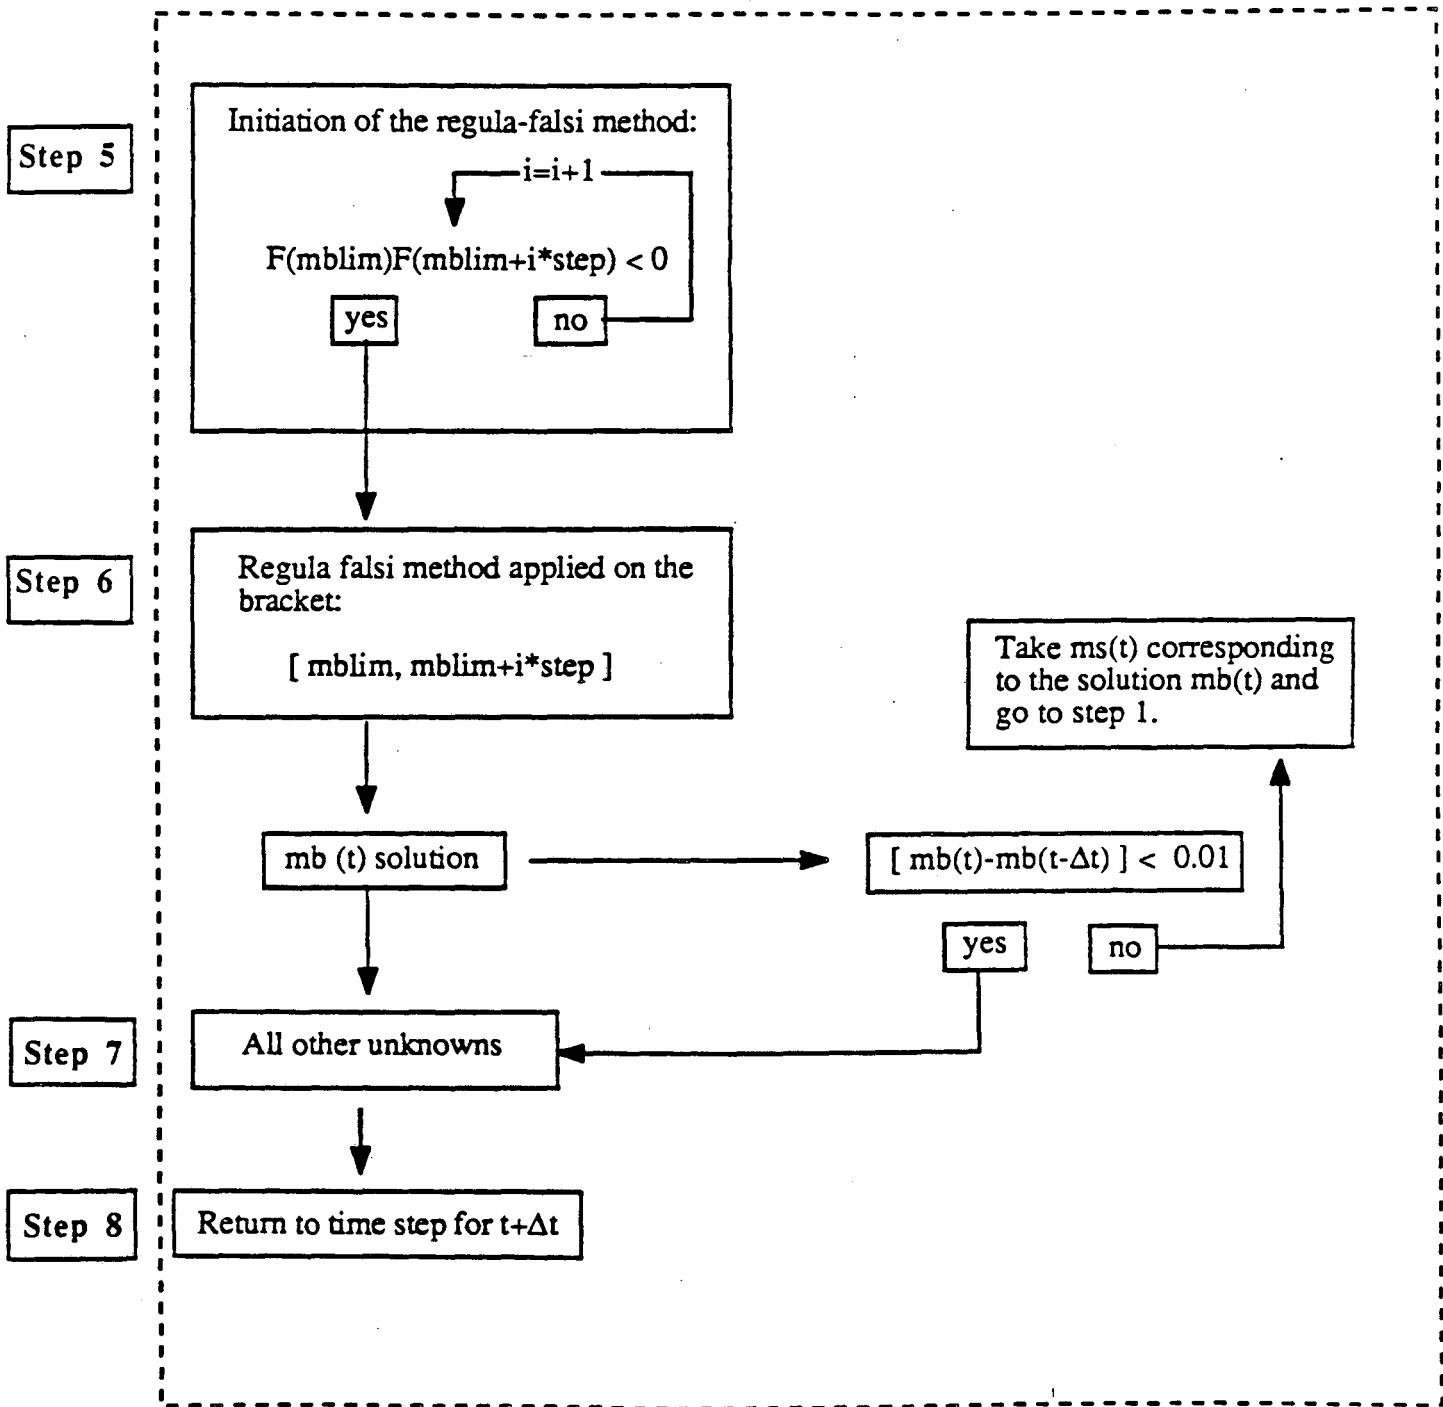 Step 5
Initiation of the regula-falsi method:
i=i+1
F(mblim)F(mblim+i*step) < 0
yes
no
Step 6
Regula falsi method applied on the
bracket:
[ mblim, mblim+i*step ]
Take ms(t) corresponding
to the solution mb(t) and
go to step 1.
mb (t) solution
[ mb(t)-mb(t-Δt) ] < 0.01
yes
no
Step 7
All other unknowns
Step 8
Return to time step for t+Δt